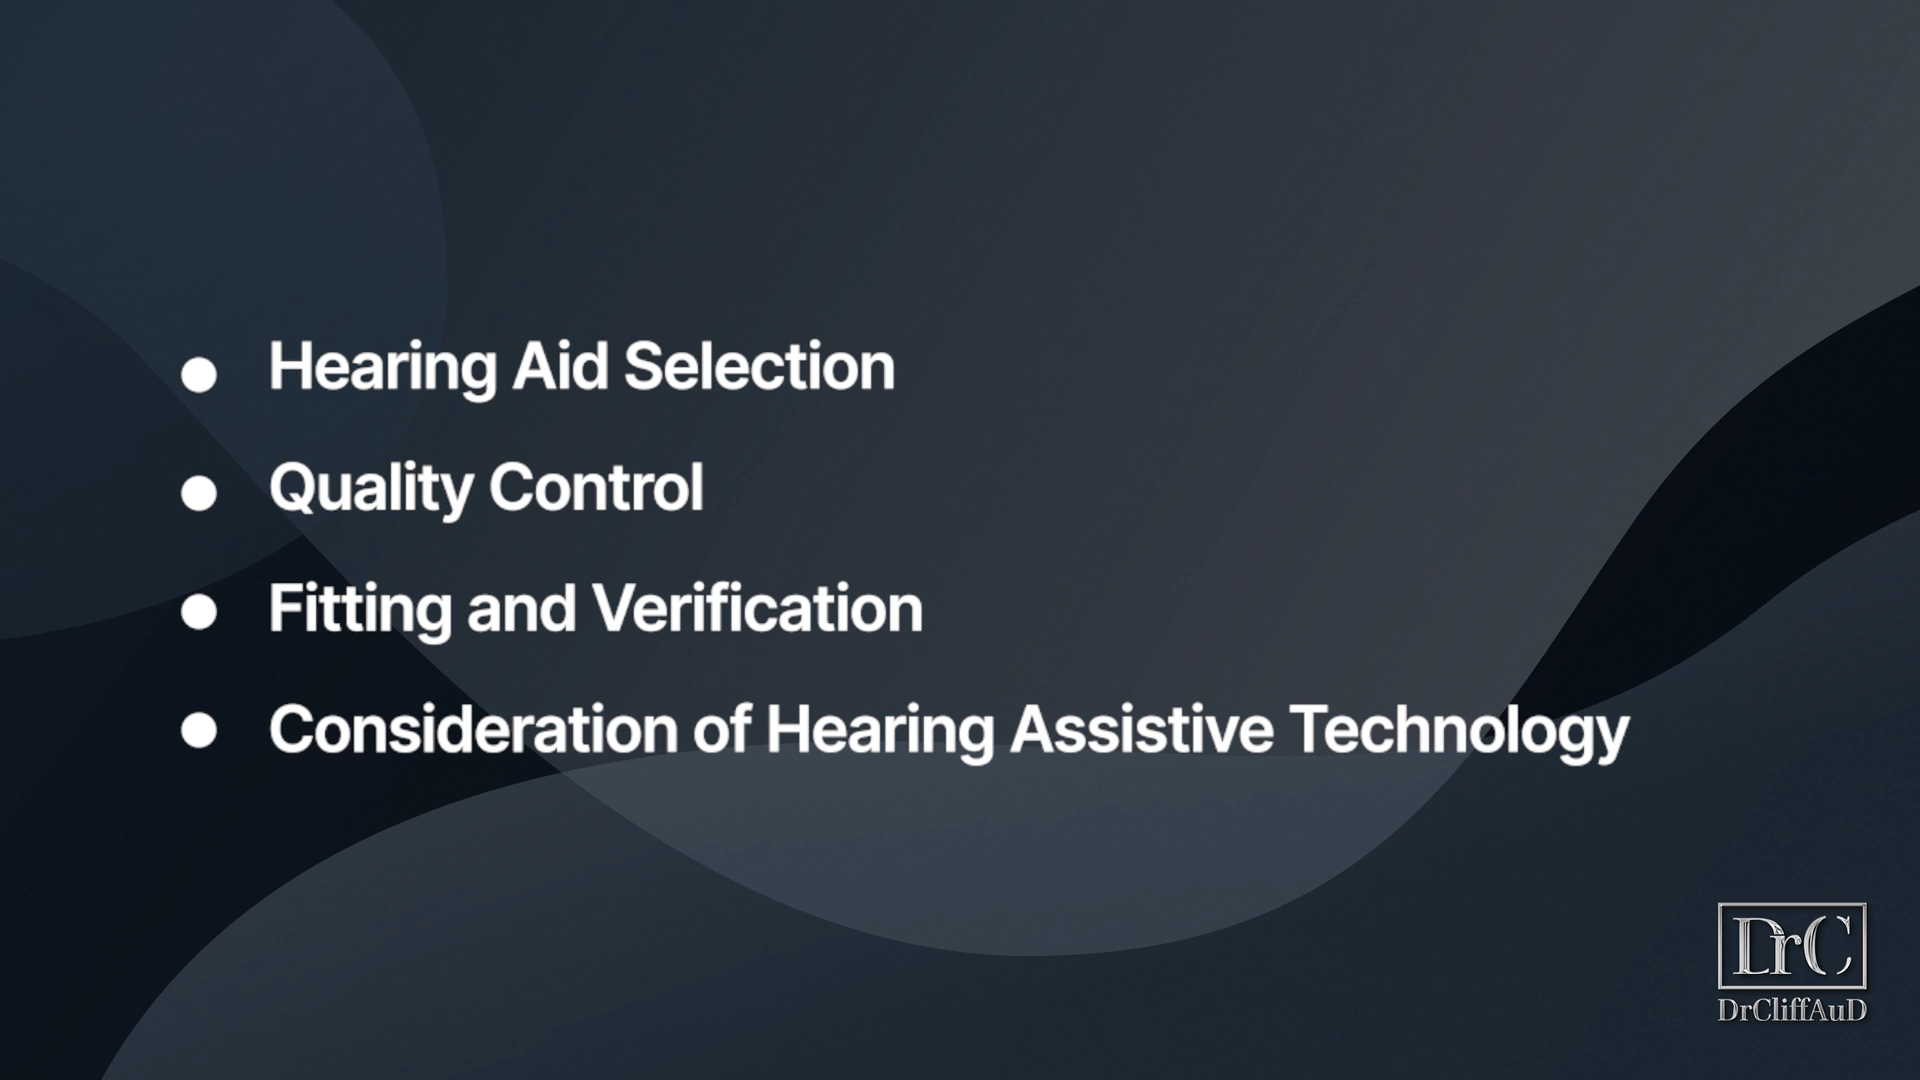 Hearing Aid Selection
Quality Control
Fitting and Verification
Consideration of Hearing Assistive Technology
DrC
DrCliffAuD